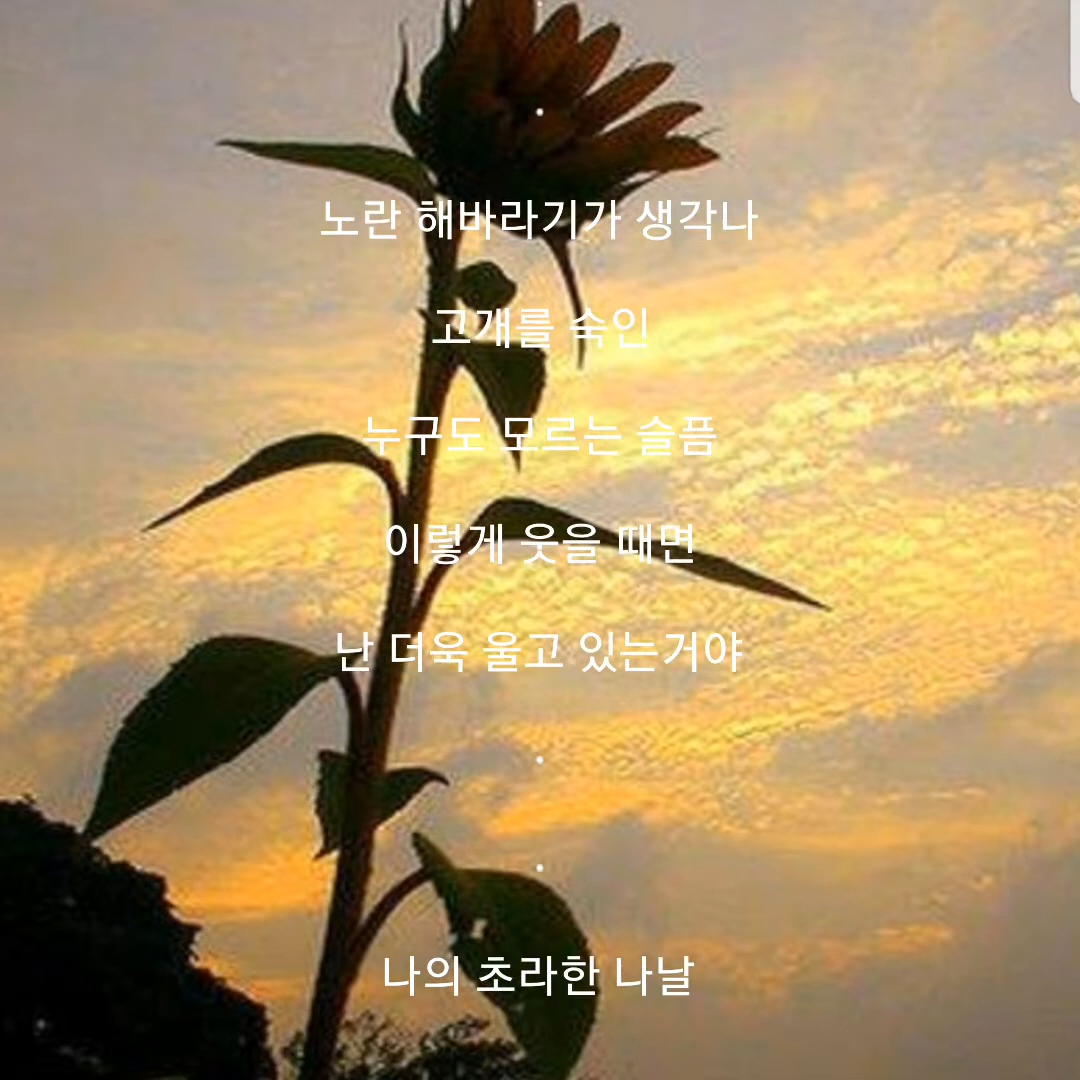 노란 해바라기가 생각나
고개를 숙인
누구도 모르는 슬픔
이렇게 웃을 때면
난 더욱 울고 있는거야
나의 초라한 나날